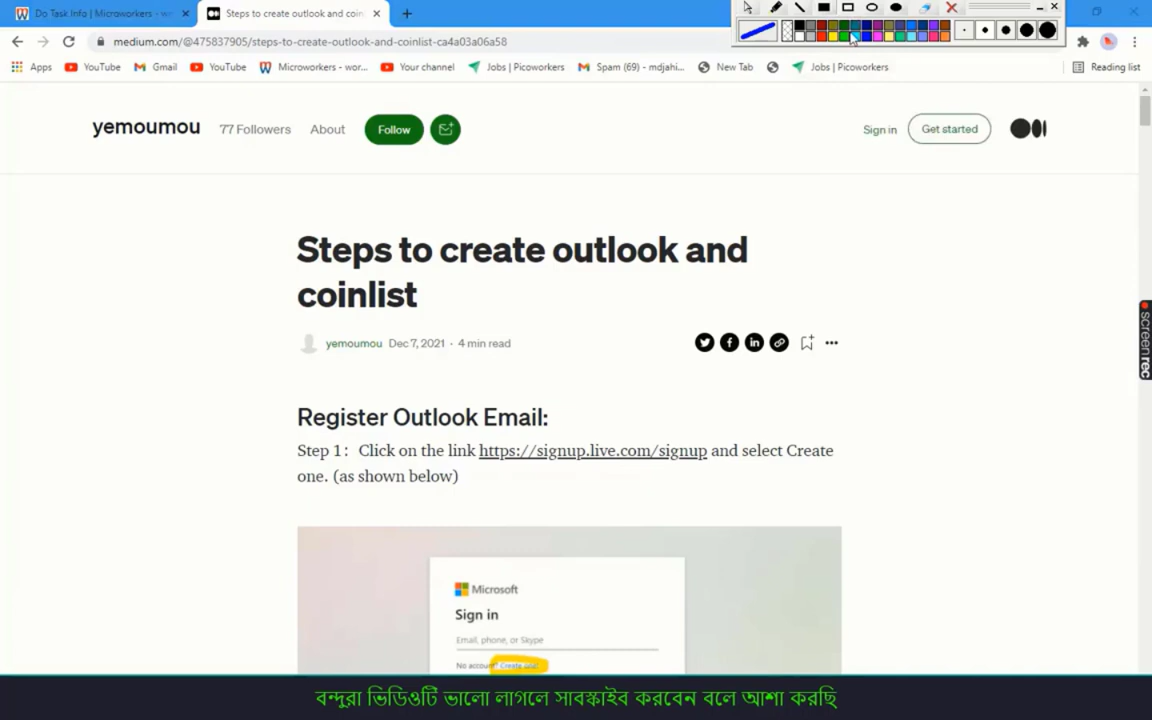 Do Task Info | Microworkers - wo
Steps to create outlook and coin
medium.com/@475837905/steps-to-create-outlook-and-coinlist-ca4a03a06a58
Apps YouTube Gmail YouTube Microworkers - wor... Your channel Jobs | Picoworkers Spam (69) - mdjahi... New Tab Jobs | Picoworkers Reading list
yemoumou 77 Followers About Follow Sign in Get started
Steps to create outlook and
coinlist
yemoumou Dec 7, 2021 · 4 min read
Register Outlook Email:
Step 1：Click on the link https://signup.live.com/signup and select Create
one. (as shown below)
Microsoft
Sign in
Email, phone, or Skype
No account? Create one!
screenrec
বন্দুরা ভিডিওটি ভালো লাগলে সাবস্কাইব করবেন বলে আশা করছি